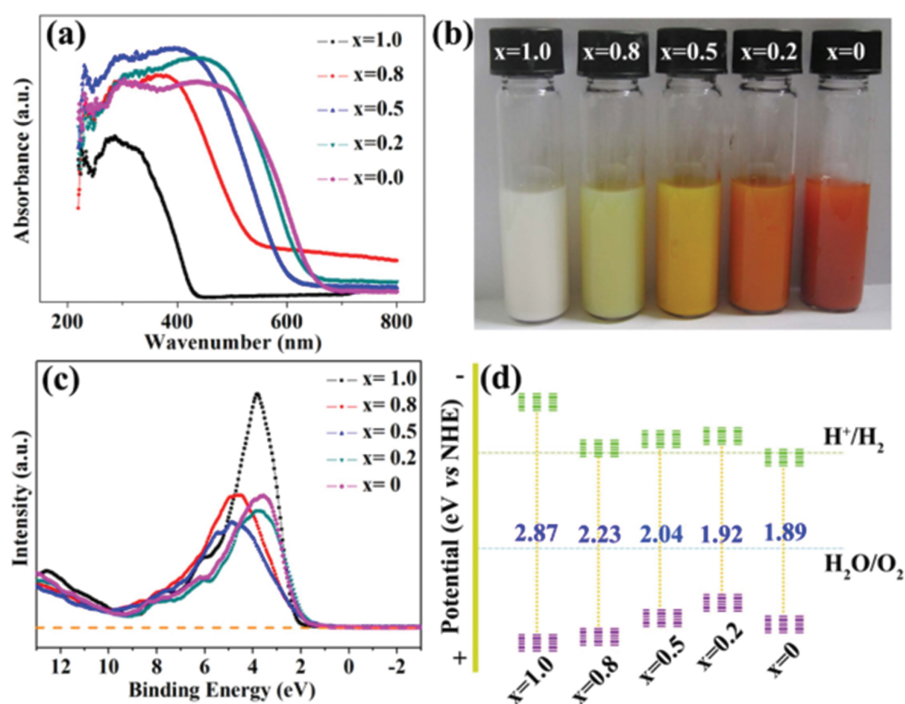 (a)
x=1.0
x=0.8
x=0.5
x=0.2
x=0.0
Absorbance (a.u.)
200 400 600 800
Wavenumber (nm)
(b)
x=1.0 x=0.8 x=0.5 x=0.2 x=0
(c)
x= 1.0
x= 0.8
x= 0.5
x= 0.2
x= 0
Intensity (a.u.)
12 10 8 6 4 2 0 -2
Binding Energy (eV)
(d)
-
Potential (eV vs NHE)
+
H⁺/H₂
2.87 2.23 2.04 1.92 1.89
H₂O/O₂
x=1.0 x=0.8 x=0.5 x=0.2 x=0